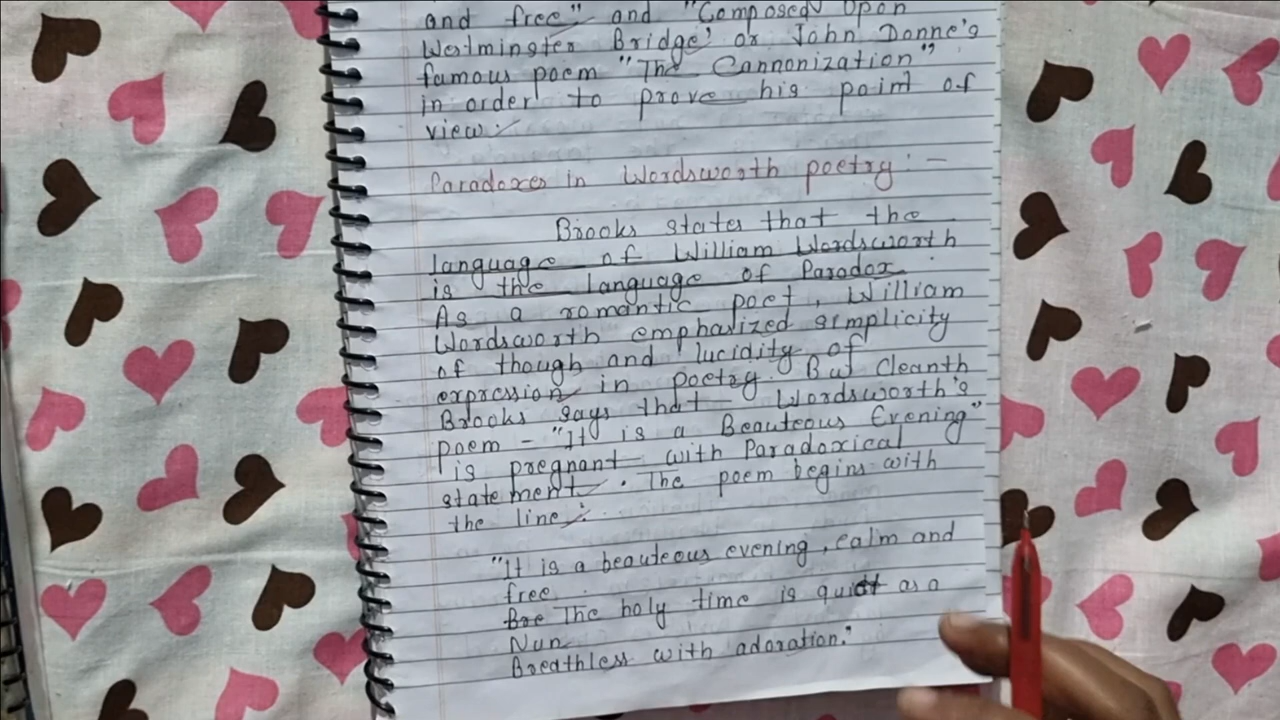 and free" and "Composed Upon
Westminster Bridge' or John Donne's
famous poem "The Cannonization"
in order to prove his point of
view.
Paradoxes in Wordsworth poetry : -
Brooks states that the
language of William Wordsworth
is the language of Paradox.
As a romantic poet, William
Wordsworth emphasized simplicity
of though and lucidity of
expression in poetry. But Cleanth
Brooks says that Wordsworth's
poem - "It is a Beauteous Evening"
is pregnant with Paradoxical
statement. The poem begins with
the line :
"It is a beauteous evening, calm and
free.
The holy time is quiet as a
Nun
Breathless with adoration."